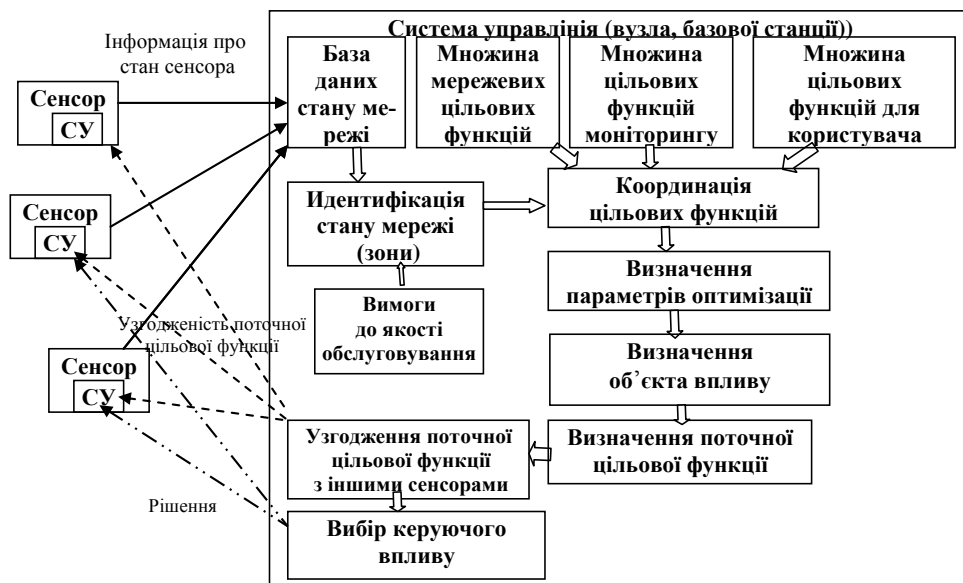 Система управлінія (вузла, базової станції))
Інформація про
стан сенсора
База
даних
стану ме-
режі
Множина
мережевих
цільових
функцій
Множина
цільових
функцій
моніторингу
Множина
цільових
функцій для
користувача
Сенсор
СУ
Сенсор
СУ
Сенсор
СУ
Идентифікація
стану мережі
(зони)
Координація
цільових функцій
Вимоги
до якості
обслуговування
Визначення
параметрів оптимізації
Узгодженість поточної
цільової функції
Визначення
об’єкта впливу
Узгодження поточної
цільової функції
з іншими сенсорами
Визначення поточної
цільової функції
Рішення
Вибір керуючого
впливу